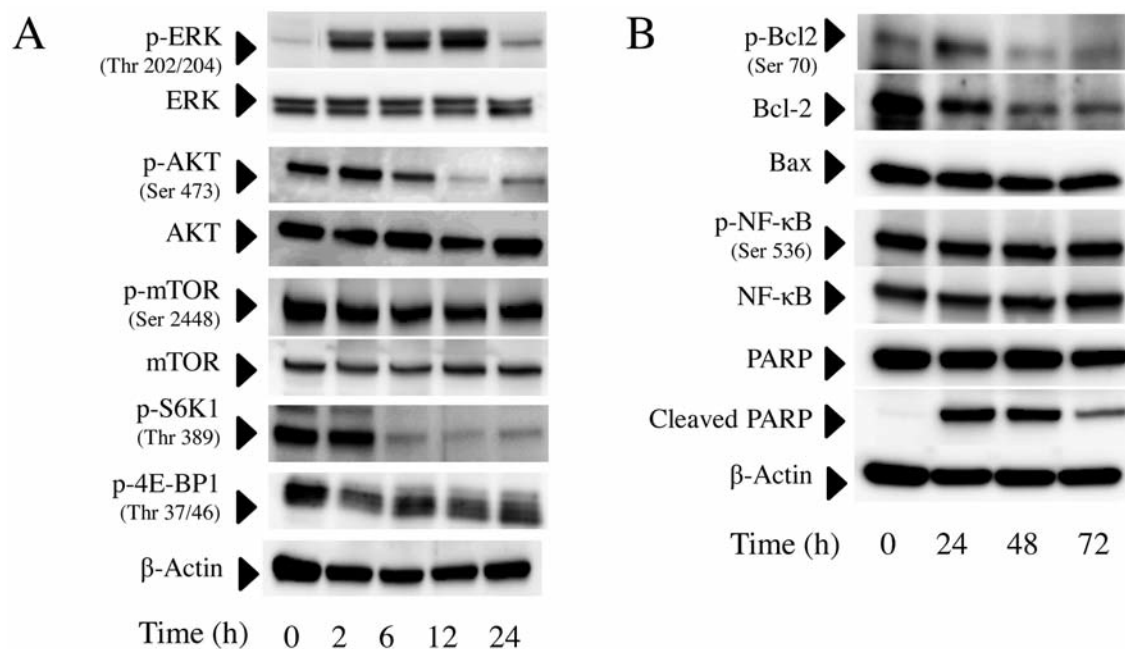 A
p-ERK
(Thr 202/204)
ERK
p-AKT
(Ser 473)
AKT
p-mTOR
(Ser 2448)
mTOR
p-S6K1
(Thr 389)
p-4E-BP1
(Thr 37/46)
β-Actin
Time (h) 0 2 6 12 24
B
p-Bcl2
(Ser 70)
Bcl-2
Bax
p-NF-κB
(Ser 536)
NF-κB
PARP
Cleaved PARP
β-Actin
Time (h) 0 24 48 72